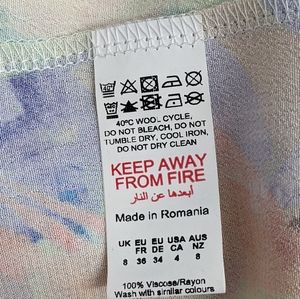 40°C WOOL CYCLE,
DO NOT BLEACH, DO NOT
TUMBLE DRY, COOL IRON,
DO NOT DRY CLEAN
KEEP AWAY
FROM FIRE
أبعدها عن النار
Made in Romania
UK EU EU USA AUS
FR DE CA NZ
8 36 34 4 8
100% Viscose/Rayon
Wash with similar colours